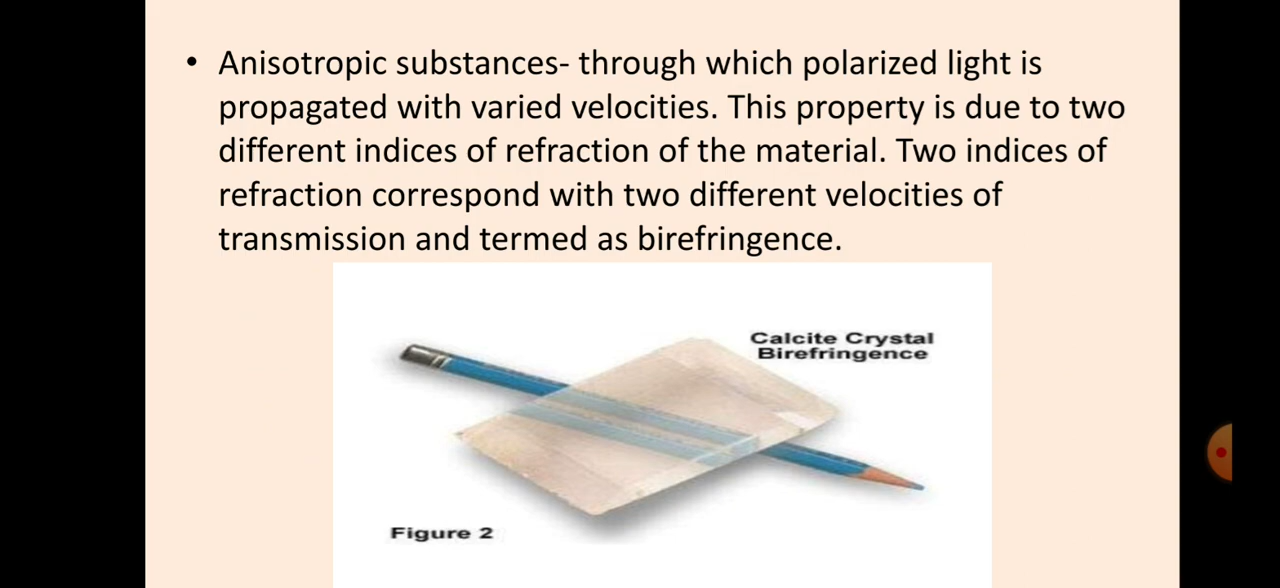 • Anisotropic substances- through which polarized light is
propagated with varied velocities. This property is due to two
different indices of refraction of the material. Two indices of
refraction correspond with two different velocities of
transmission and termed as birefringence.
Calcite Crystal
Birefringence
Figure 2